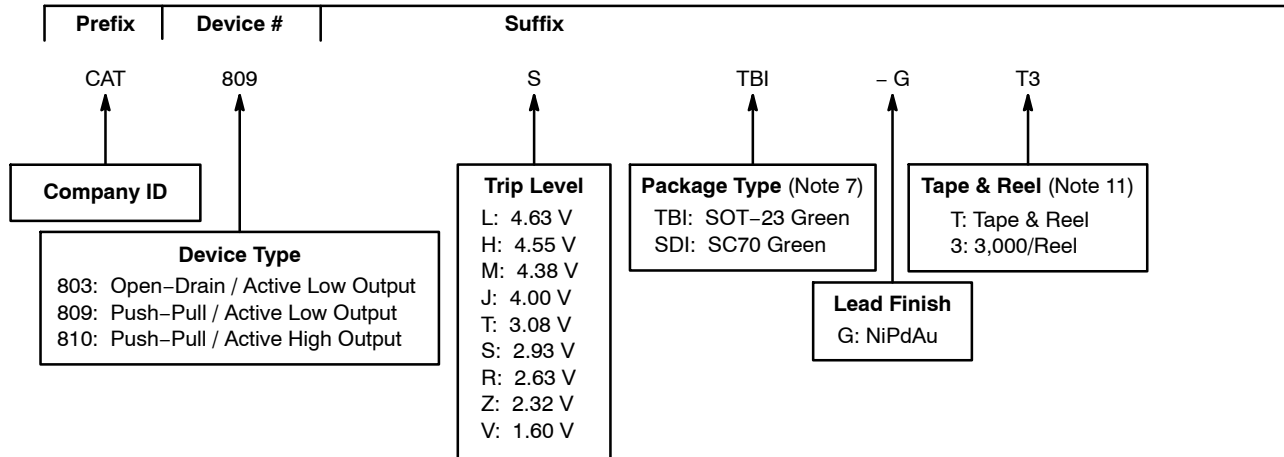 Prefix Device # Suffix
CAT 809 S TBI – G T3
Company ID
Device Type
803: Open–Drain / Active Low Output
809: Push–Pull / Active Low Output
810: Push–Pull / Active High Output
Trip Level
L: 4.63 V
H: 4.55 V
M: 4.38 V
J: 4.00 V
T: 3.08 V
S: 2.93 V
R: 2.63 V
Z: 2.32 V
V: 1.60 V
Package Type (Note 7)
TBI: SOT–23 Green
SDI: SC70 Green
Lead Finish
G: NiPdAu
Tape & Reel (Note 11)
T: Tape & Reel
3: 3,000/Reel